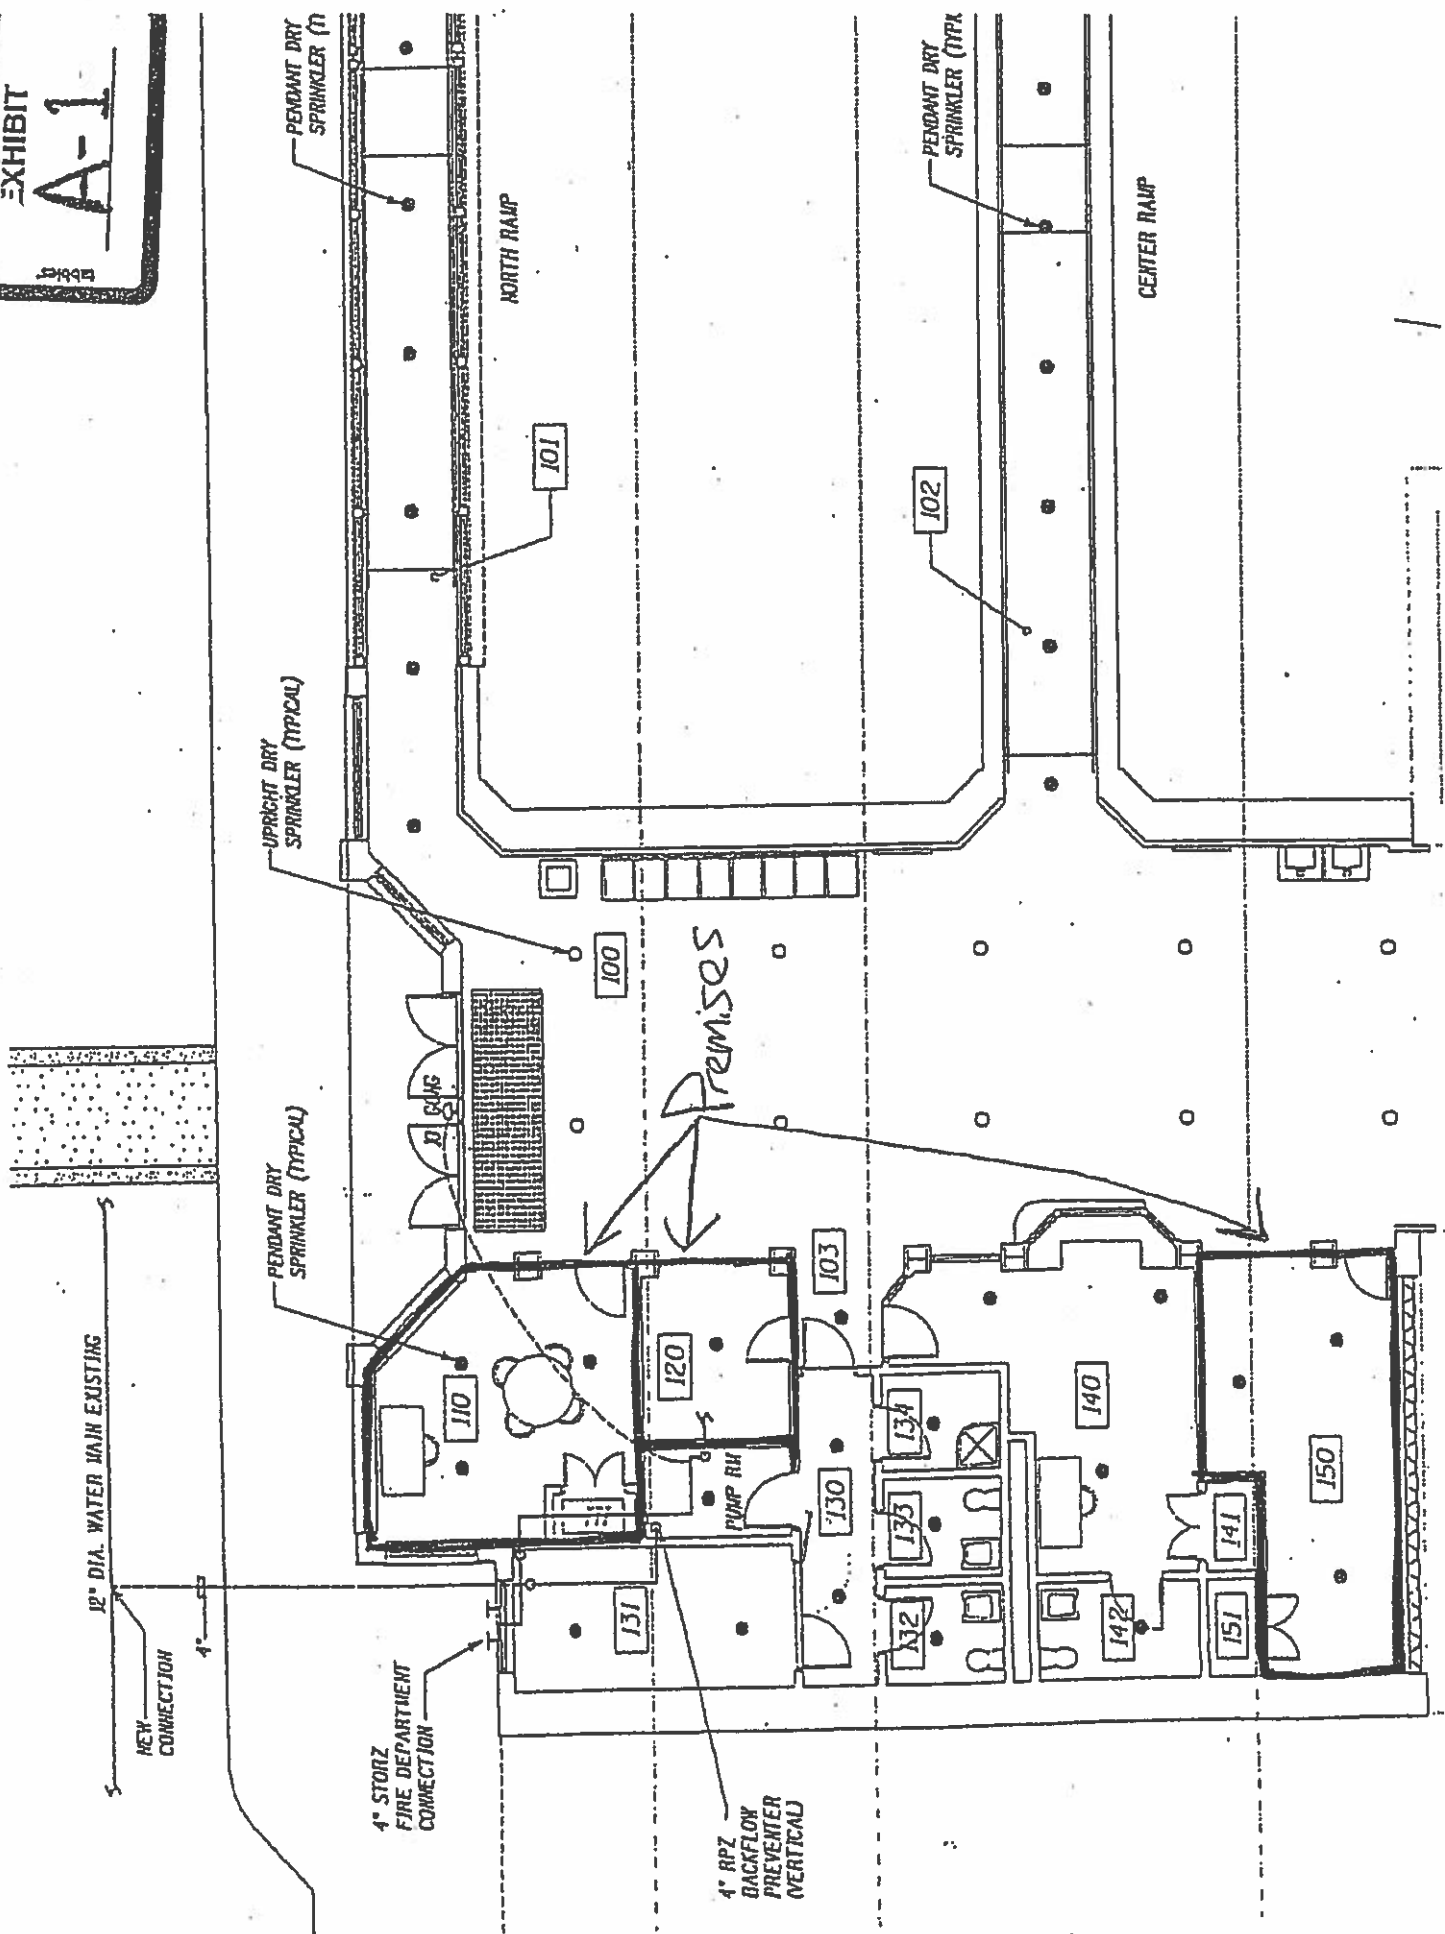 EXHIBIT
A-1
PENDANT DRY
SPRINKLER
NORTH RAMP
PENDANT DRY
SPRINKLER (TYPI
CENTER RAMP
101
102
UPRIGHT DRY
SPRINKLER (TYPICAL)
100
Premises
JO GONG
PENDANT DRY
SPRINKLER (TYPICAL)
103
110
120
PUMP RM
130
131
132
133
134
140
141
142
150
151
12" DIA. WATER MAIN EXISTING
NEW
CONNECTION
4"
4" STORZ
FIRE DEPARTMENT
CONNECTION
4" RPZ
BACKFLOW
PREVENTER
(VERTICAL)